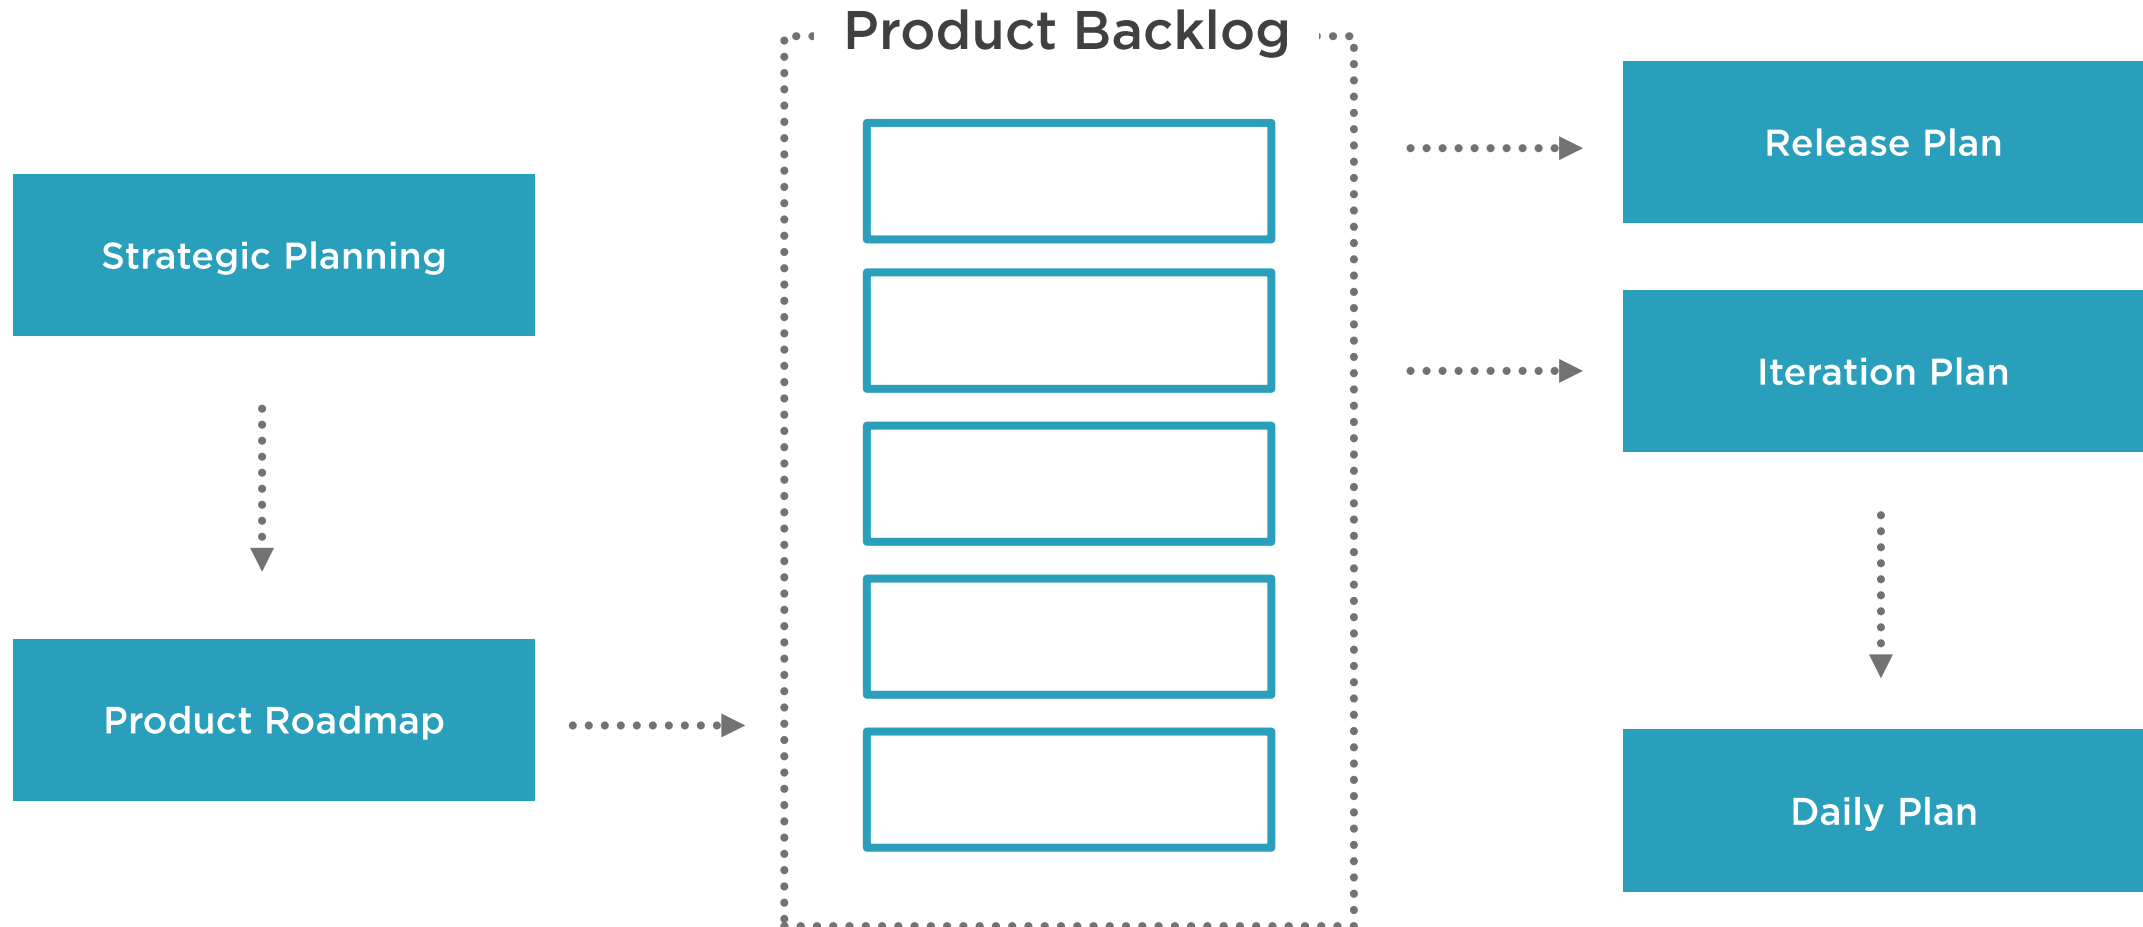 Product Backlog
Strategic Planning
Product Roadmap
Release Plan
Iteration Plan
Daily Plan